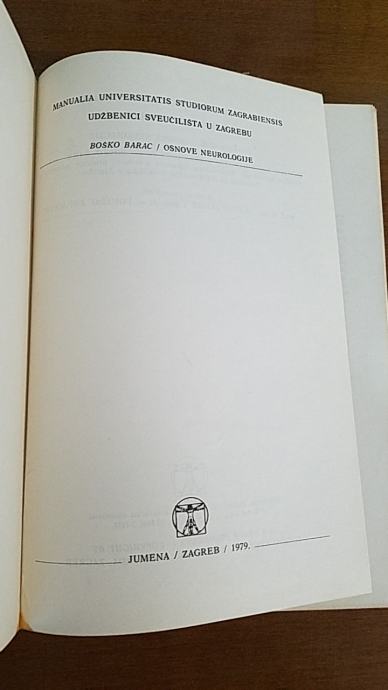 MANUALIA UNIVERSITATIS STUDIORUM ZAGRABIENSIS
UDŽBENICI SVEUČILIŠTA U ZAGREBU
BOŠKO BARAC / OSNOVE NEUROLOGIJE
JUMENA / ZAGREB / 1979.